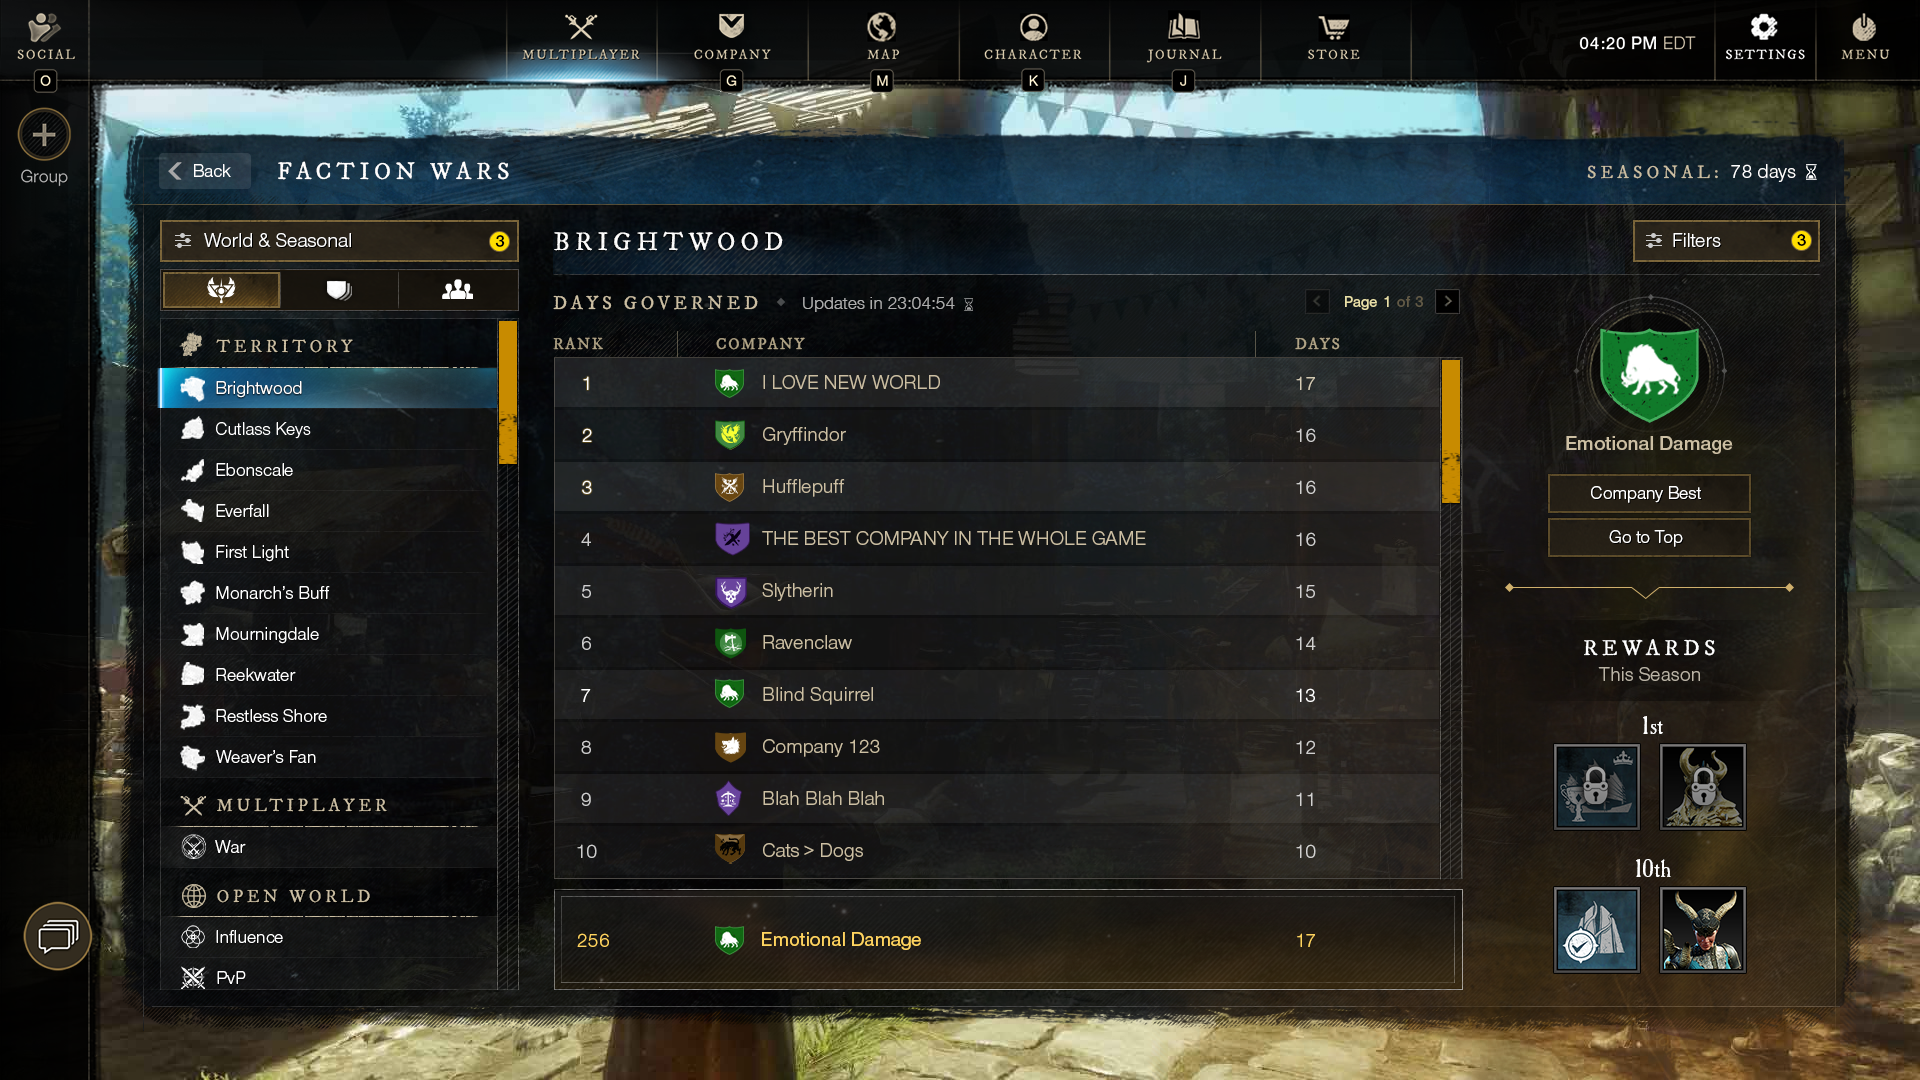 SOCIAL
O
MULTIPLAYER
COMPANY
G
MAP
M
CHARACTER
K
JOURNAL
J
STORE
04:20 PM EDT
SETTINGS
MENU
Group
Back
FACTION WARS
SEASONAL: 78 days
World & Seasonal 3
TERRITORY
Brightwood
Cutlass Keys
Ebonscale
Everfall
First Light
Monarch's Buff
Mourningdale
Reekwater
Restless Shore
Weaver's Fan
MULTIPLAYER
War
OPEN WORLD
Influence
PvP
BRIGHTWOOD
Filters 3
DAYS GOVERNED
Updates in 23:04:54
Page 1 of 3
RANK COMPANY DAYS
1 I LOVE NEW WORLD 17
2 Gryffindor 16
3 Hufflepuff 16
4 THE BEST COMPANY IN THE WHOLE GAME 16
5 Slytherin 15
6 Ravenclaw 14
7 Blind Squirrel 13
8 Company 123 12
9 Blah Blah Blah 11
10 Cats > Dogs 10
256 Emotional Damage 17
Emotional Damage
Company Best
Go to Top
REWARDS
This Season
1st
10th